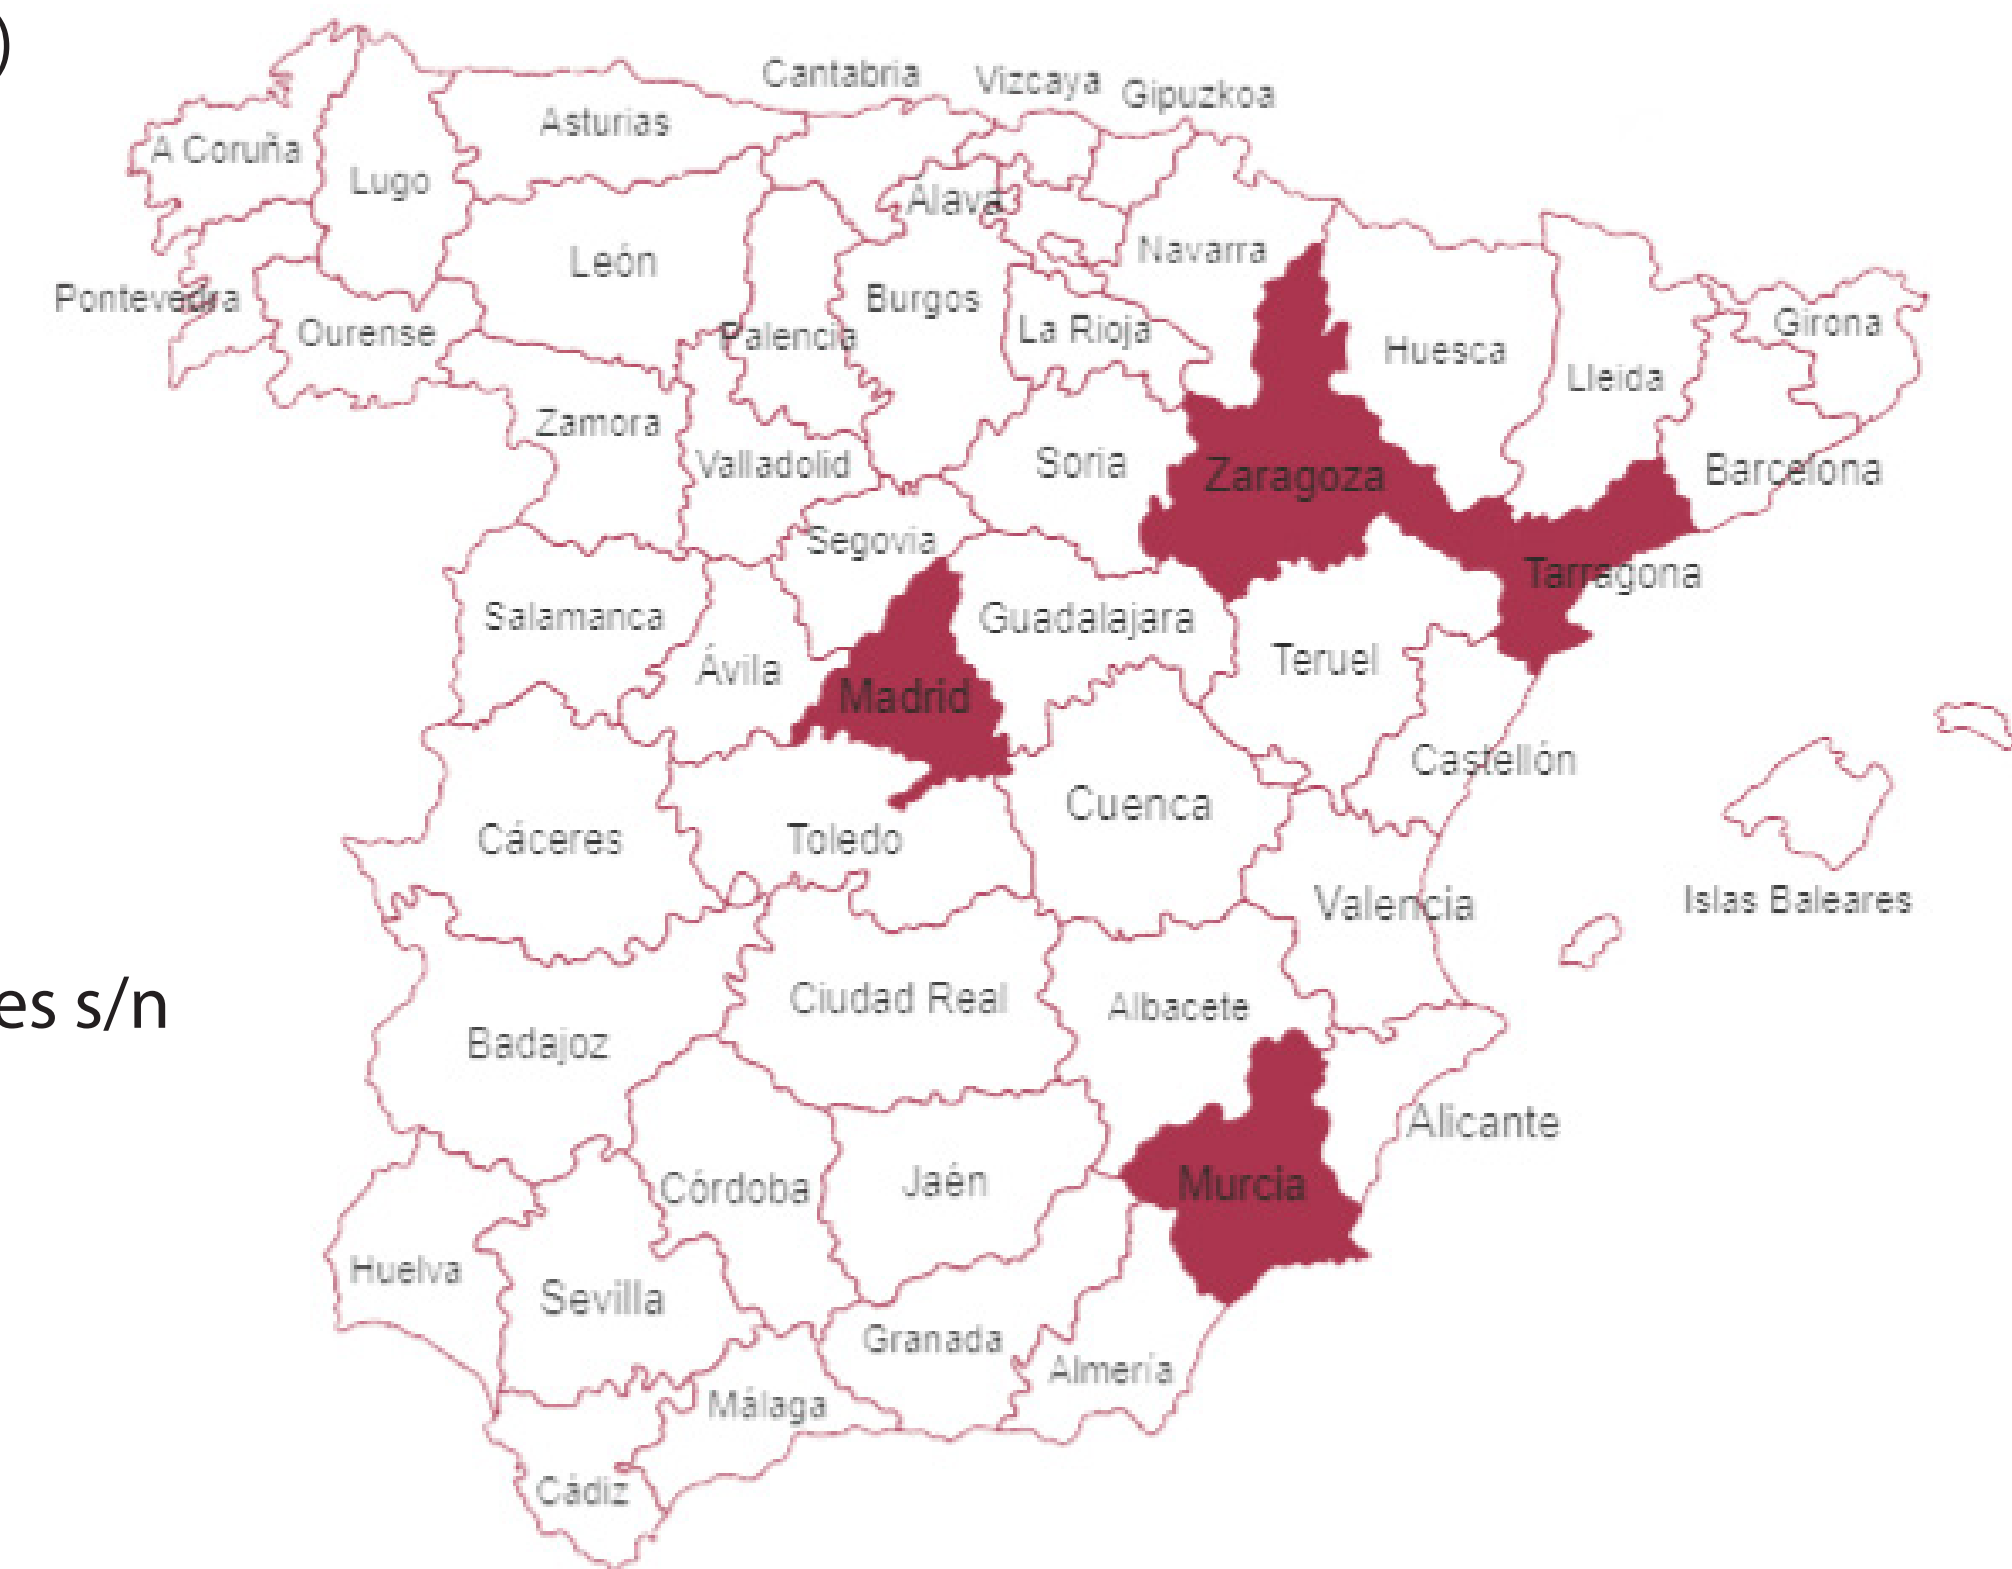 )
Cantabria
Vizcaya
Gipuzkoa
Asturias
A Coruña
Lugo
Alava
León
Navarra
Pontevedra
Ourense
Palencia
Burgos
La Rioja
Huesca
Girona
Lleida
Zamora
Valladolid
Soria
Zaragoza
Barcelona
Segovia
Tarragona
Salamanca
Ávila
Guadalajara
Teruel
Madrid
Castellón
Cuenca
Cáceres
Toledo
Valencia
Islas Baleares
es s/n
Ciudad Real
Albacete
Badajoz
Alicante
Córdoba
Jaén
Murcia
Huelva
Sevilla
Granada
Almería
Málaga
Cádiz